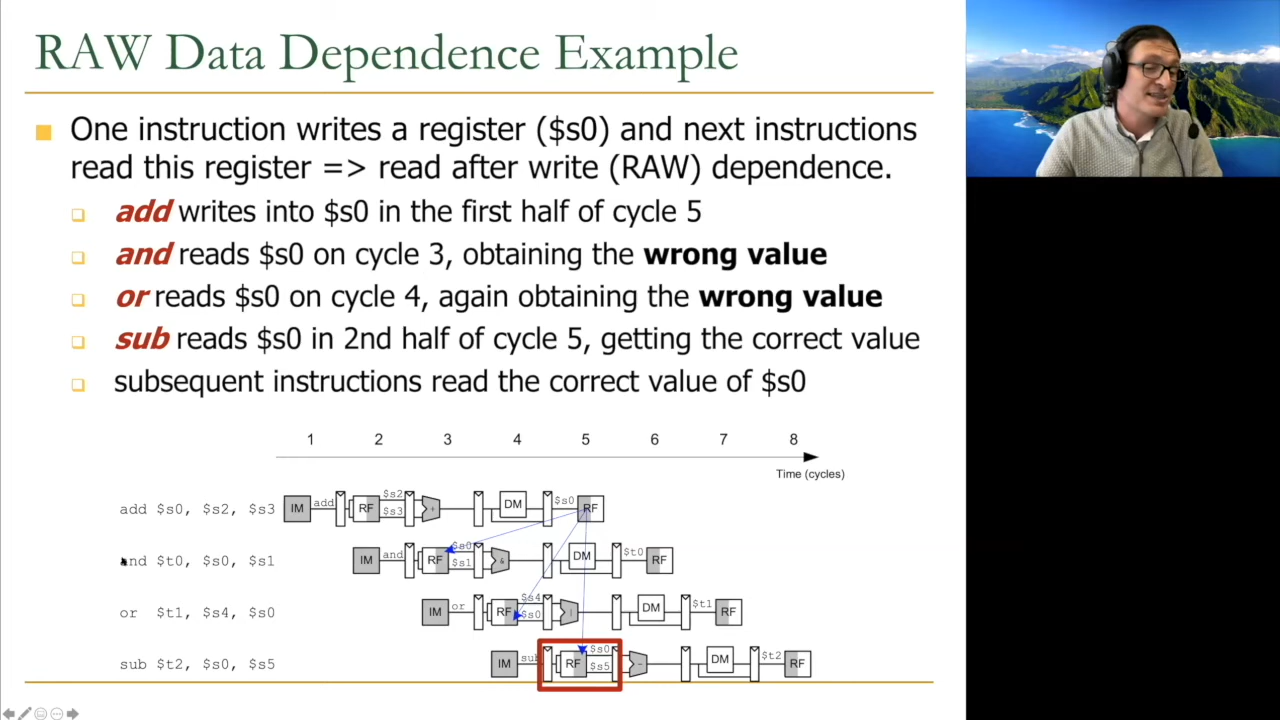 RAW Data Dependence Example
One instruction writes a register ($s0) and next instructions
read this register => read after write (RAW) dependence.
add writes into $s0 in the first half of cycle 5
and reads $s0 on cycle 3, obtaining the wrong value
or reads $s0 on cycle 4, again obtaining the wrong value
sub reads $s0 in 2nd half of cycle 5, getting the correct value
subsequent instructions read the correct value of $s0
1 2 3 4 5 6 7 8
Time (cycles)
add $s0, $s2, $s3 IM add RF $s2 $s3 + DM $s0 RF
and $t0, $s0, $s1 IM and RF $s0 $s1 & DM $t0 RF
or $t1, $s4, $s0 IM or RF $s4 $s0 | DM $t1 RF
sub $t2, $s0, $s5 IM sub RF $s0 $s5 - DM $t2 RF